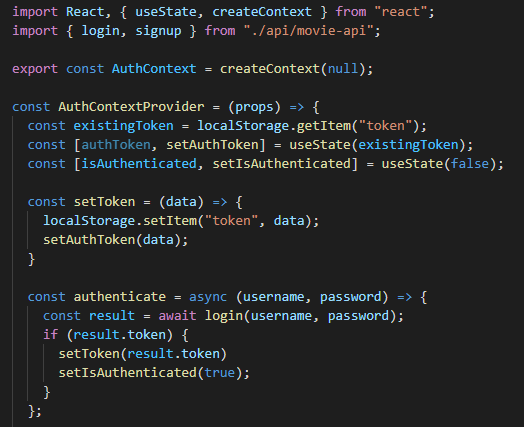 import React, { useState, createContext } from "react";
import { login, signup } from "./api/movie-api";
export const AuthContext = createContext(null);
const AuthContextProvider = (props) => {
const existingToken = localStorage.getItem("token");
const [authToken, setAuthToken] = useState(existingToken);
const [isAuthenticated, setIsAuthenticated] = useState(false);
const setToken = (data) => {
localStorage.setItem("token", data);
setAuthToken(data);
}
const authenticate = async (username, password) => {
const result = await login(username, password);
if (result.token) {
setToken(result.token)
setIsAuthenticated(true);
}
};